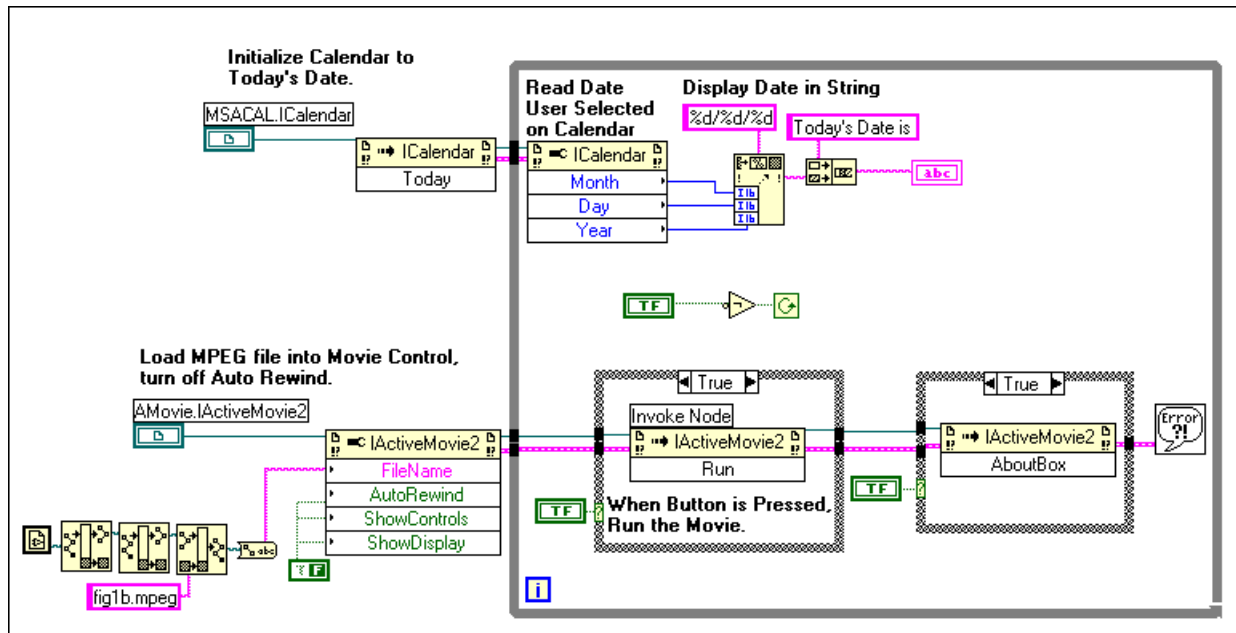 Initialize Calendar to
Today's Date.
MSACAL.ICalendar
ICalendar
Today
Read Date
User Selected
on Calendar
ICalendar
Month
Day
Year
Display Date in String
%d/%d/%d
Today's Date is
abc
TF
Load MPEG file into Movie Control,
turn off Auto Rewind.
AMovie.IActiveMovie2
IActiveMovie2
FileName
AutoRewind
ShowControls
ShowDisplay
abc
fig1b.mpeg
F
True
Invoke Node
IActiveMovie2
Run
TF
When Button is Pressed,
Run the Movie.
True
IActiveMovie2
AboutBox
TF
Error
?!
i